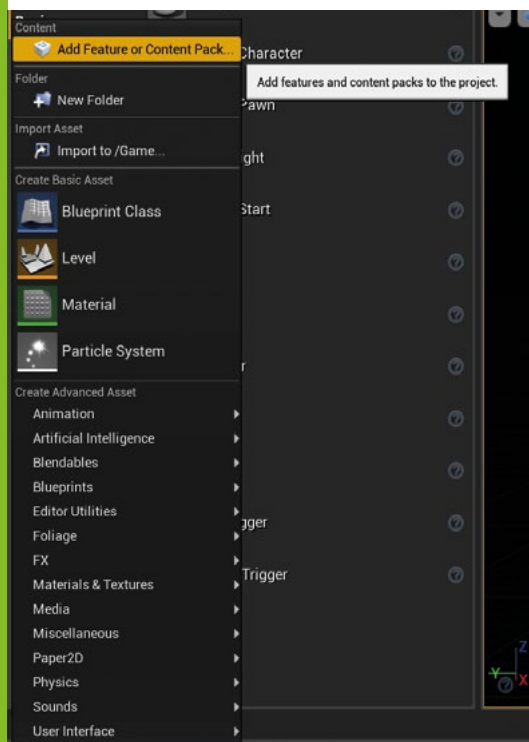 Content
Add Feature or Content Pack...
Character
Add features and content packs to the project.
Folder
New Folder
Pawn
Import Asset
Import to /Game...
ght
Create Basic Asset
Blueprint Class
Start
Level
Material
Particle System
r
Create Advanced Asset
Animation
Artificial Intelligence
Blendables
Blueprints
Editor Utilities
gger
Foliage
FX
Trigger
Materials & Textures
Media
Miscellaneous
Paper2D
Physics
Sounds
User Interface
Z
Y
X